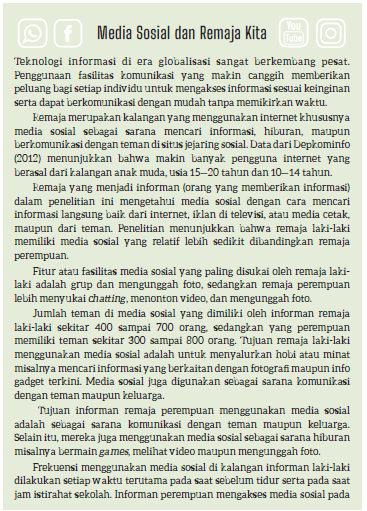 Media Sosial dan Remaja Kita
You
Tube
Teknologi informasi di era globalisasi sangat berkembang pesat.
Penggunaan fasilitas komunikasi yang makin canggih memberikan
peluang bagi setiap individu untuk mengakses informasi sesuai keinginan
serta dapat berkomunikasi dengan mudah tanpa memikirkan waktu.
Remaja merupakan kalangan yang menggunakan internet khususnya
media sosial sebagai sarana mencari informasi, hiburan, maupun
berkomunikasi dengan teman di situs jejaring sosial. Data dari Depkominfo
(2012) menunjukkan bahwa makin banyak pengguna internet yang
berasal dari kalangan anak muda, usia 15—20 tahun dan 10—14 tahun.
Remaja yang menjadi informan (orang yang memberikan informasi)
dalam penelitian ini mengetahui media sosial dengan cara mencari
informasi langsung baik dari internet, iklan di televisi, atau media cetak,
maupun dari teman. Penelitian menunjukkan bahwa remaja laki-laki
memiliki media sosial yang relatif lebih sedikit dibandingkan remaja
perempuan.
Fitur atau fasilitas media sosial yang paling disukai oleh remaja laki-
laki adalah grup dan mengunggah foto, sedangkan remaja perempuan
lebih menyukai chatting, menonton video, dan mengunggah foto.
Jumlah teman di media sosial yang dimiliki oleh informan remaja
laki-laki sekitar 400 sampai 700 orang, sedangkan yang perempuan
memiliki teman sekitar 300 sampai 800 orang. Tujuan remaja laki-laki
menggunakan media sosial adalah untuk menyalurkan hobi atau minat
misalnya mencari informasi yang berkaitan dengan fotografi maupun info
gadget terkini. Media sosial juga digunakan sebagai sarana komunikasi
dengan teman maupun keluarga.
Tujuan informan remaja perempuan menggunakan media sosial
adalah sebagai sarana komunikasi dengan teman maupun keluarga.
Selain itu, mereka juga menggunakan media sosial sebagai sarana hiburan
misalnya bermain games, melihat video maupun mengunggah foto.
Frekuensi menggunakan media sosial di kalangan informan laki-laki
dilakukan setiap waktu terutama pada saat sebelum tidur serta pada saat
jam istirahat sekolah. Informan perempuan mengakses media sosial pada